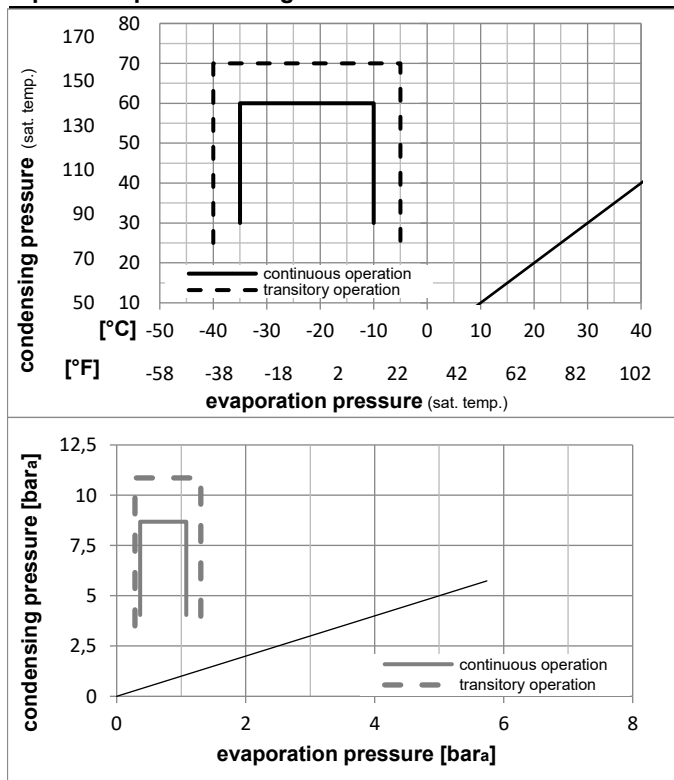 condensing pressure (sat. temp.)
170
150
130
110
90
70
50
80
70
60
50
40
30
20
10
continuous operation
transitory operation
[°C] -50 -40 -30 -20 -10 0 10 20 30 40
[°F] -58 -38 -18 2 22 42 62 82 102
evaporation pressure (sat. temp.)
condensing pressure [bara]
12,5
10
7,5
5
2,5
0
continuous operation
transitory operation
0 2 4 6 8
evaporation pressure [bara]